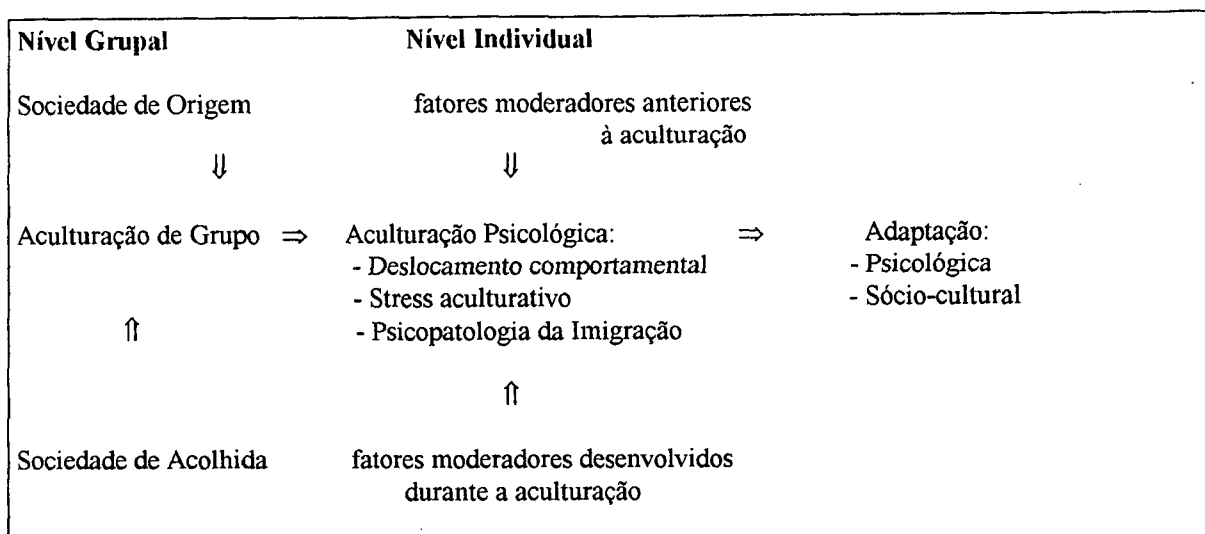 Nível Grupal Nível Individual
Sociedade de Origem fatores moderadores anteriores
à aculturação
⇓ ⇓
Aculturação de Grupo ⇒ Aculturação Psicológica: ⇒ Adaptação:
- Deslocamento comportamental - Psicológica
- Stress aculturativo - Sócio-cultural
⇑ - Psicopatologia da Imigração
⇑
Sociedade de Acolhida fatores moderadores desenvolvidos
durante a aculturação